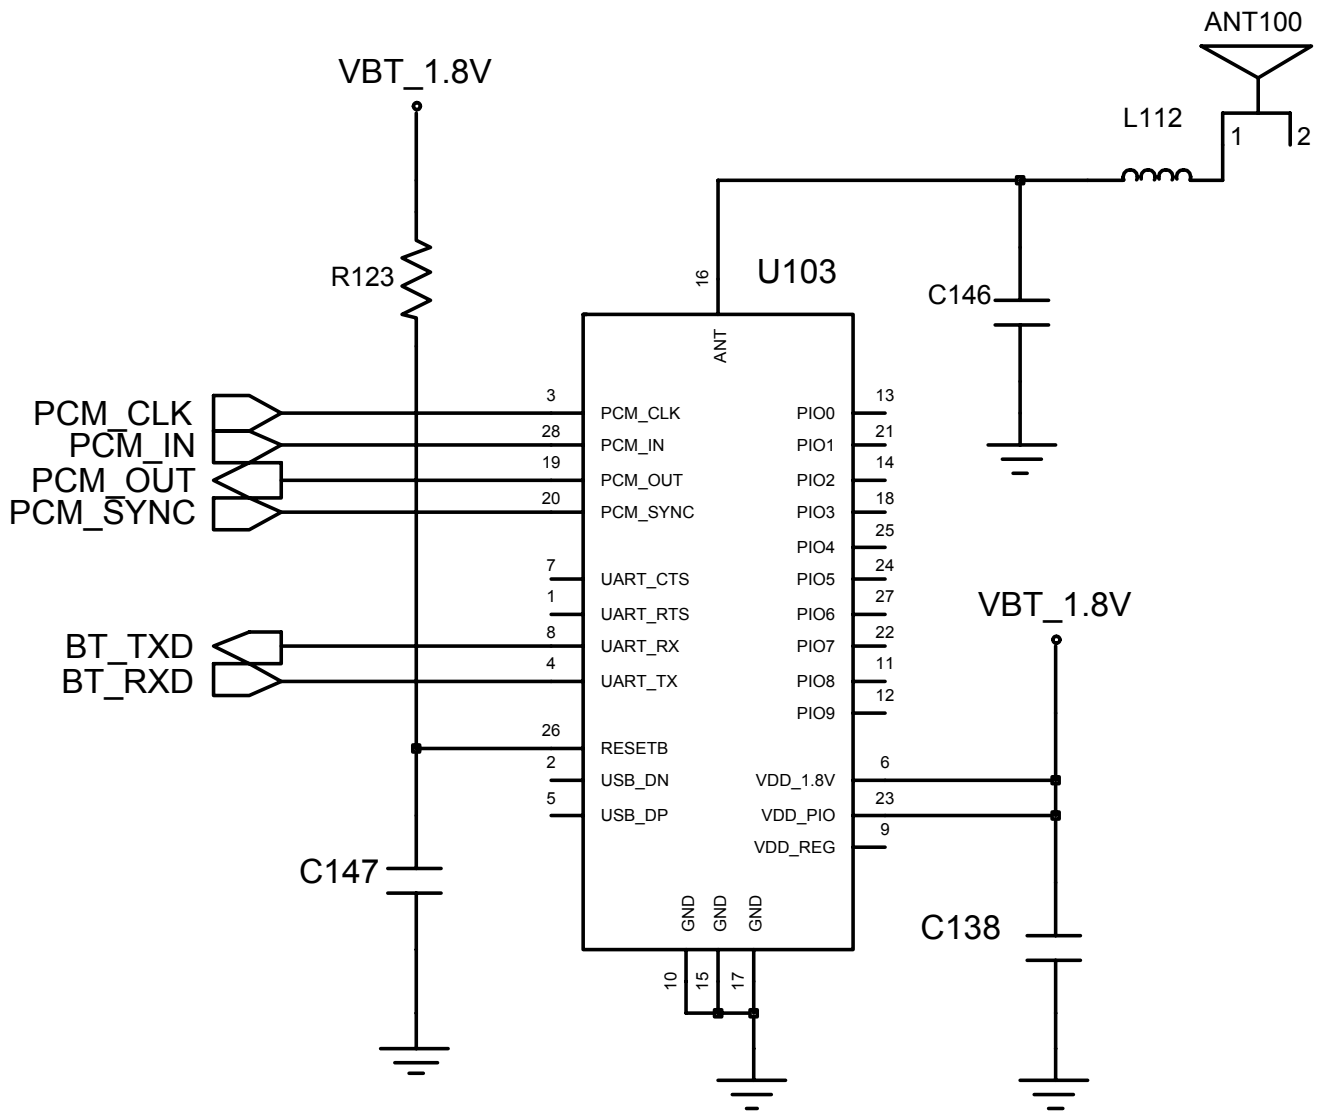 ANT100
VBT_1.8V
L112
1
2
R123
16
U103
C146
ANT
PCM_CLK
3
PCM_CLK
PIO0
13
PCM_IN
28
PCM_IN
PIO1
21
PCM_OUT
19
PCM_OUT
PIO2
14
PCM_SYNC
20
PCM_SYNC
PIO3
18
PIO4
25
7
UART_CTS
PIO5
24
1
UART_RTS
PIO6
27
VBT_1.8V
BT_TXD
8
UART_RX
PIO7
22
BT_RXD
4
UART_TX
PIO8
11
PIO9
12
26
RESETB
2
USB_DN
VDD_1.8V
6
5
USB_DP
VDD_PIO
23
VDD_REG
9
C147
GND
GND
GND
C138
10
15
17